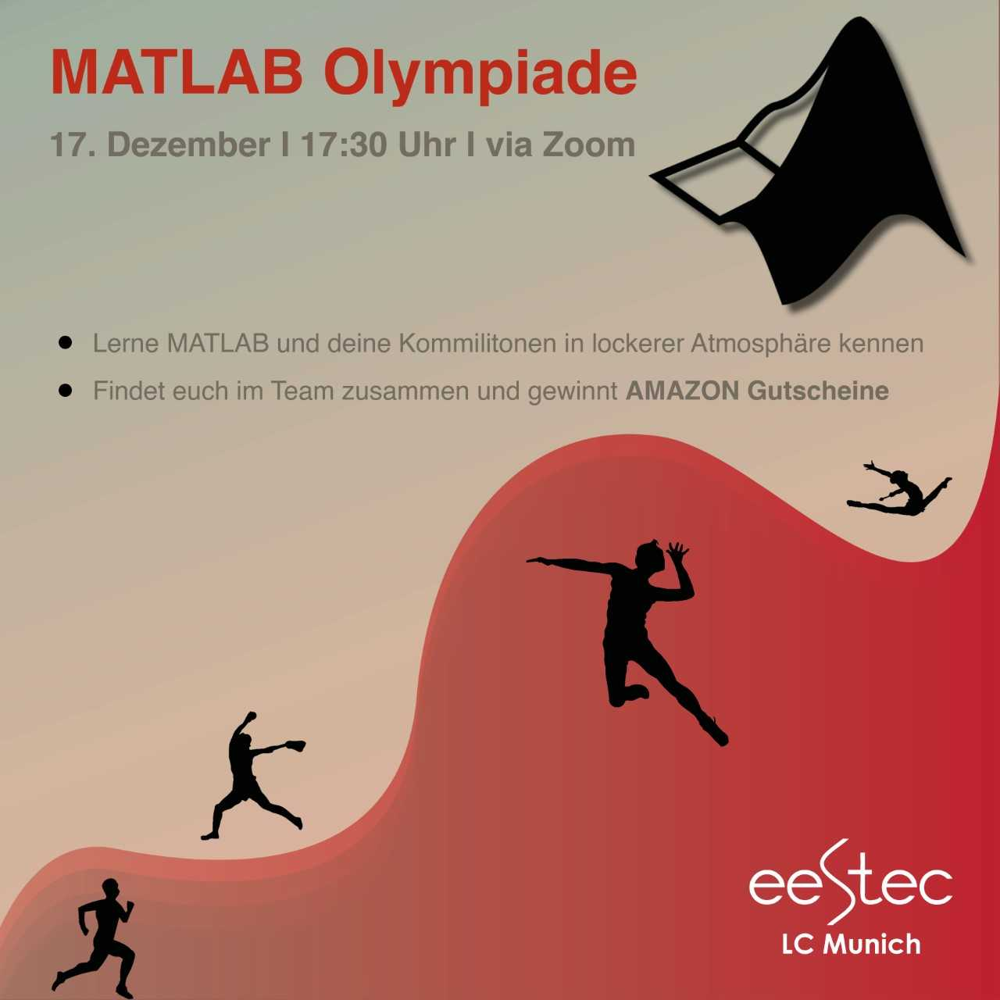 MATLAB Olympiade
17. Dezember | 17:30 Uhr | via Zoom
• Lerne MATLAB und deine Kommilitonen in lockerer Atmosphäre kennen
• Findet euch im Team zusammen und gewinnt AMAZON Gutscheine
eestec
LC Munich